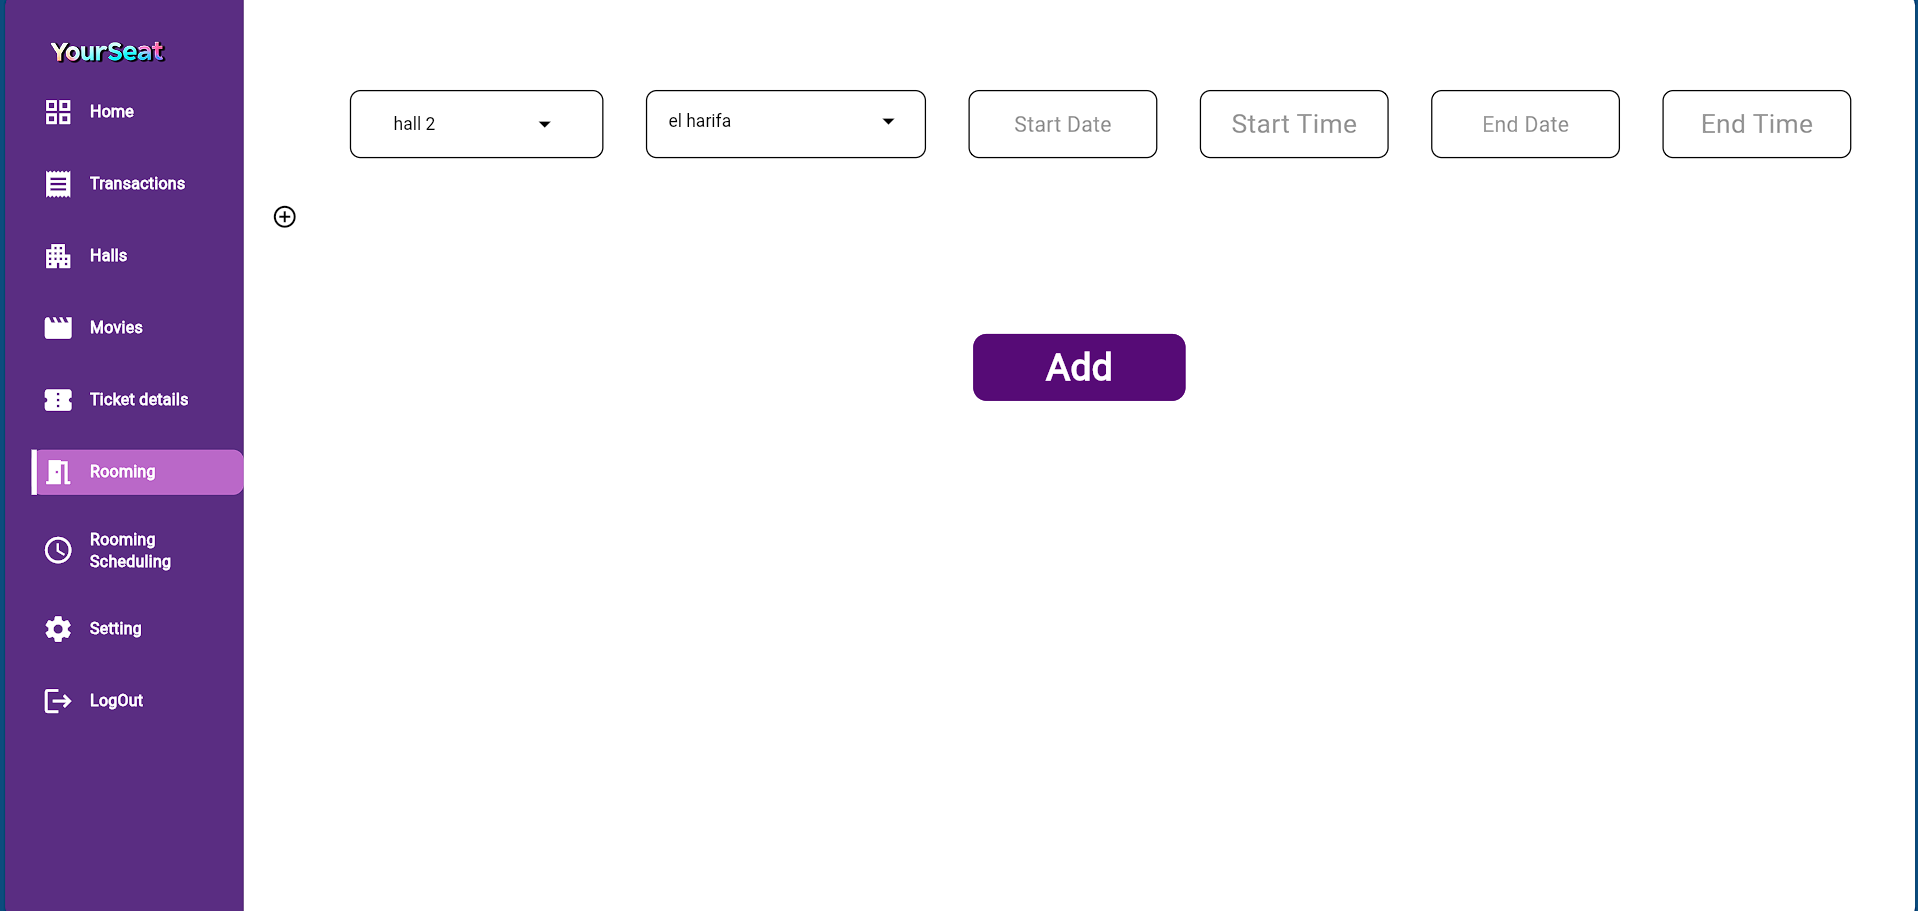 YourSeat
Home
Transactions
Halls
Movies
Ticket details
Rooming
Rooming
Scheduling
Setting
LogOut
hall 2
el harifa
Start Date
Start Time
End Date
End Time
Add